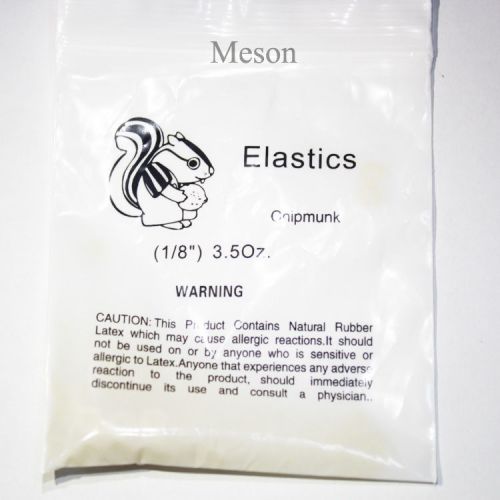 Meson
Elastics
Chipmunk
(1/8") 3.5Oz.
WARNING
CAUTION: This Product Contains Natural Rubber
Latex which may cause allergic reactions.It should
not be used on or by anyone who is sensitive or
allergic to Latex.Anyone that experiences any adverse
reaction to the product, should immediately
discontinue its use and consult a physician..